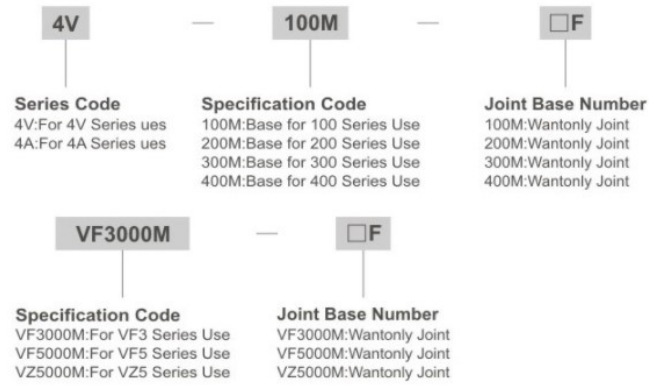 4V — 100M — □F
Series Code
4V:For 4V Series ues
4A:For 4A Series ues
Specification Code
100M:Base for 100 Series Use
200M:Base for 200 Series Use
300M:Base for 300 Series Use
400M:Base for 400 Series Use
Joint Base Number
100M:Wantonly Joint
200M:Wantonly Joint
300M:Wantonly Joint
400M:Wantonly Joint
VF3000M — □F
Specification Code
VF3000M:For VF3 Series Use
VF5000M:For VF5 Series Use
VZ5000M:For VZ5 Series Use
Joint Base Number
VF3000M:Wantonly Joint
VF5000M:Wantonly Joint
VZ5000M:Wantonly Joint